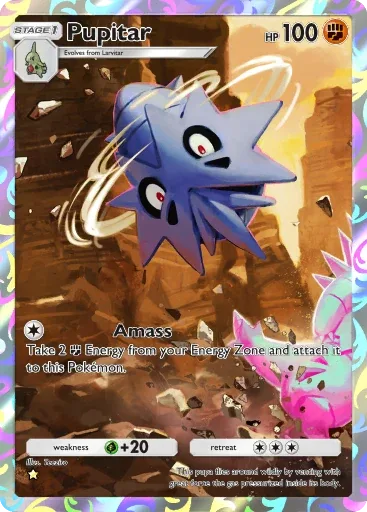 STAGE 1
Pupitar
HP 100
Evolves from Larvitar
Amass
Take 2 Energy from your Energy Zone and attach it
to this Pokémon.
weakness +20 retreat
Illus. Teeziro
This pupa flies around wildly by venting with
great force the gas pressurized inside its body.